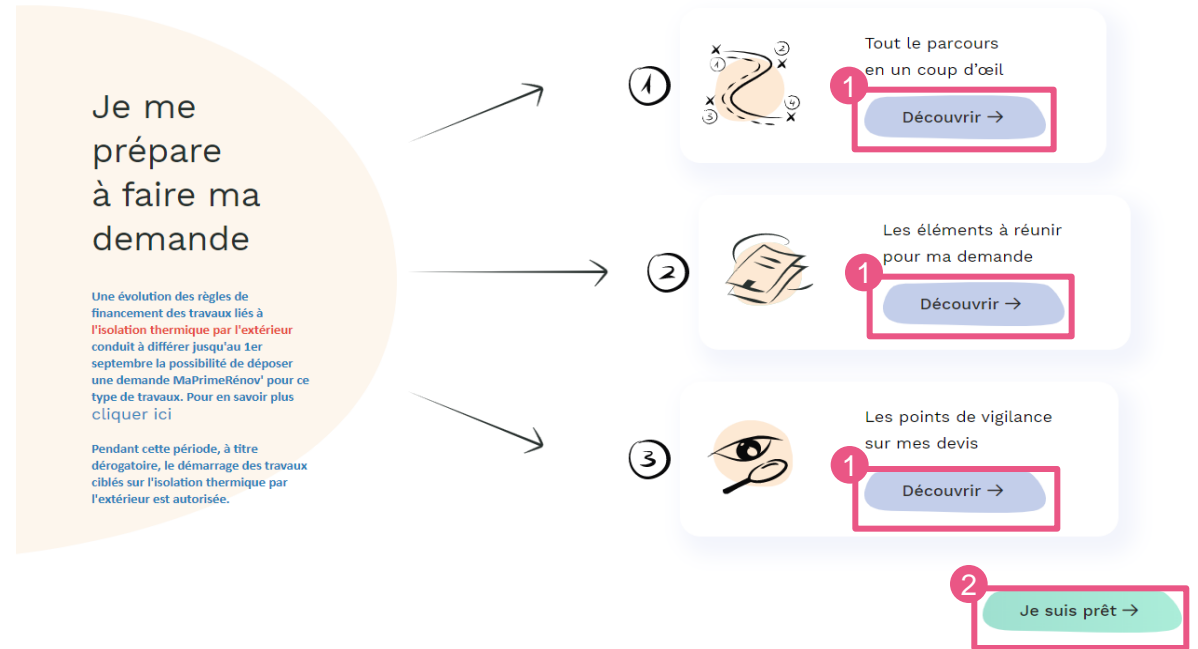 Je me
prépare
à faire ma
demande
Une évolution des règles de
financement des travaux liés à
l'isolation thermique par l'extérieur
conduit à différer jusqu'au 1er
septembre la possibilité de déposer
une demande MaPrimeRénov' pour ce
type de travaux. Pour en savoir plus
cliquer ici
Pendant cette période, à titre
dérogatoire, le démarrage des travaux
ciblés sur l'isolation thermique par
l'extérieur est autorisée.
1
1
2
3
4
Tout le parcours
en un coup d'œil
1
Découvrir →
2
Les éléments à réunir
pour ma demande
1
Découvrir →
3
Les points de vigilance
sur mes devis
1
Découvrir →
2
Je suis prêt →